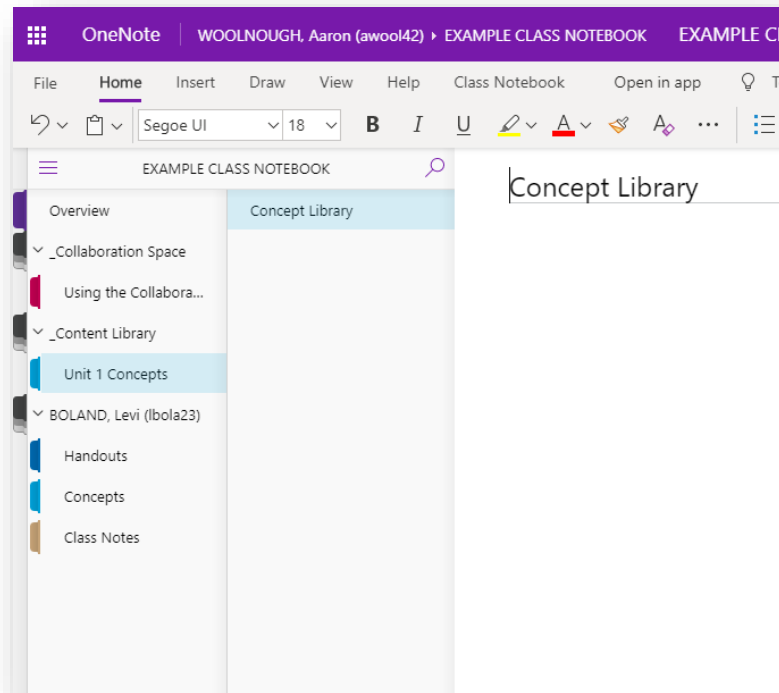 OneNote WOOLNOUGH, Aaron (awool42) ▸ EXAMPLE CLASS NOTEBOOK EXAMPLE
File Home Insert Draw View Help Class Notebook Open in app
Segoe UI 18 B I U A A ...
EXAMPLE CLASS NOTEBOOK
Overview
_Collaboration Space
Using the Collabora...
_Content Library
Unit 1 Concepts
BOLAND, Levi (lbola23)
Handouts
Concepts
Class Notes
Concept Library
Concept Library